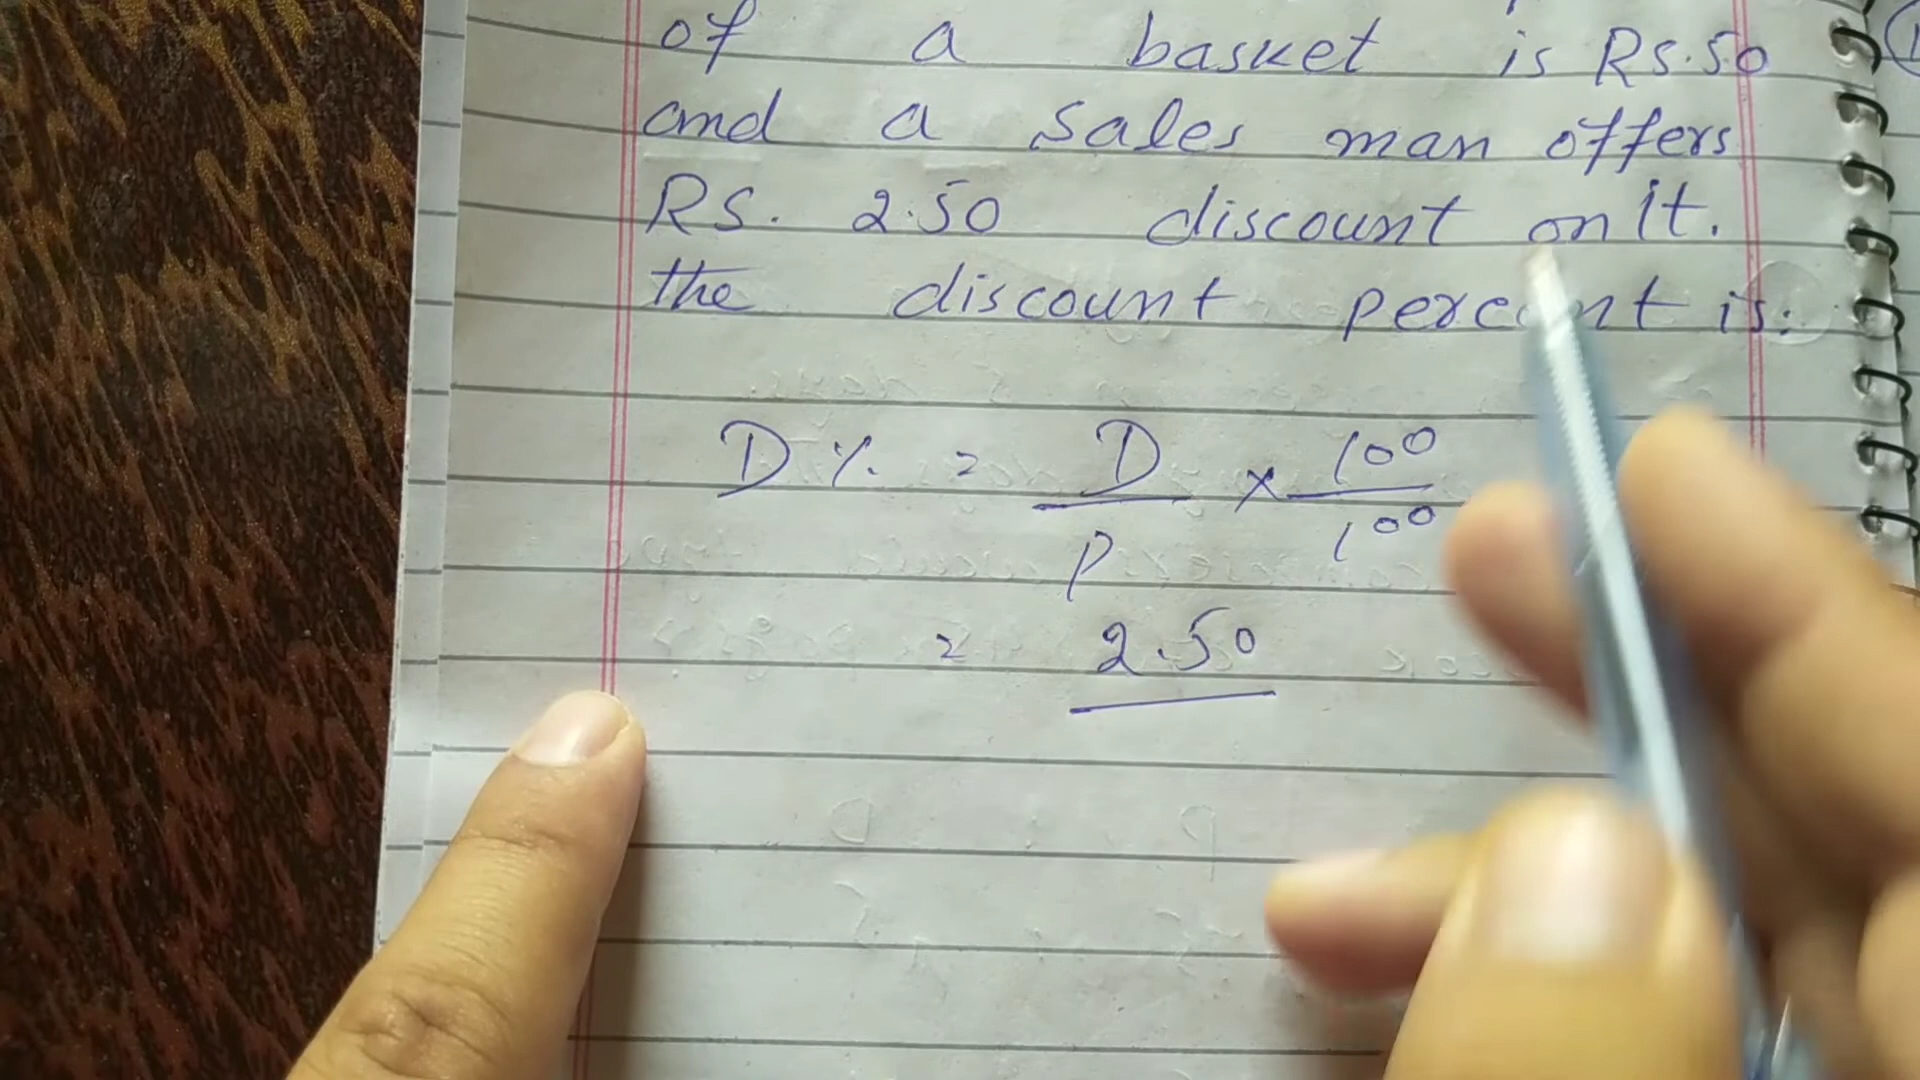 of a basket is Rs.50
and a sales man offers
RS. 2.50 discount on it.
the discount percent is:
D % = D / P × 100 / 100
= 2.50